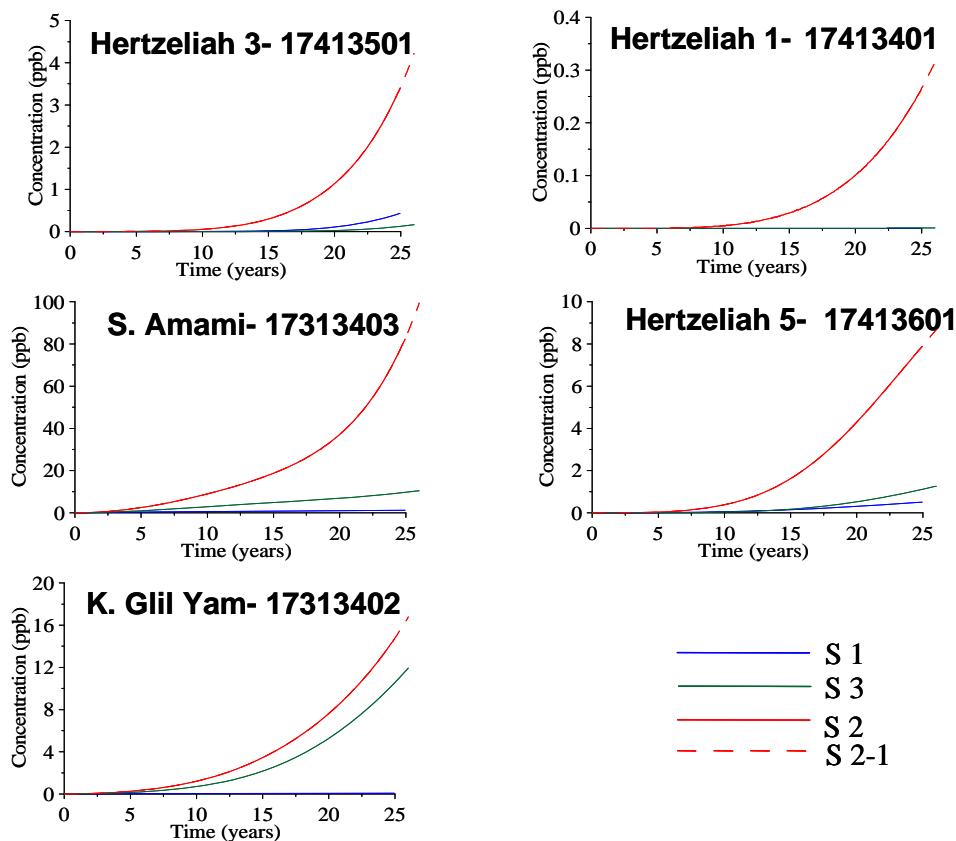 Hertzeliah 3- 17413501
Concentration (ppb)
5
4
3
2
1
0
0 5 10 15 20 25
Time (years)
Hertzeliah 1- 17413401
Concentration (ppb)
0.4
0.3
0.2
0.1
0
0 5 10 15 20 25
Time (years)
S. Amami- 17313403
Concentration (ppb)
100
80
60
40
20
0
0 5 10 15 20 25
Time (years)
Hertzeliah 5- 17413601
Concentration (ppb)
10
8
6
4
2
0
0 5 10 15 20 25
Time (years)
K. Glil Yam- 17313402
Concentration (ppb)
20
16
12
8
4
0
0 5 10 15 20 25
Time (years)
S 1
S 3
S 2
S 2-1